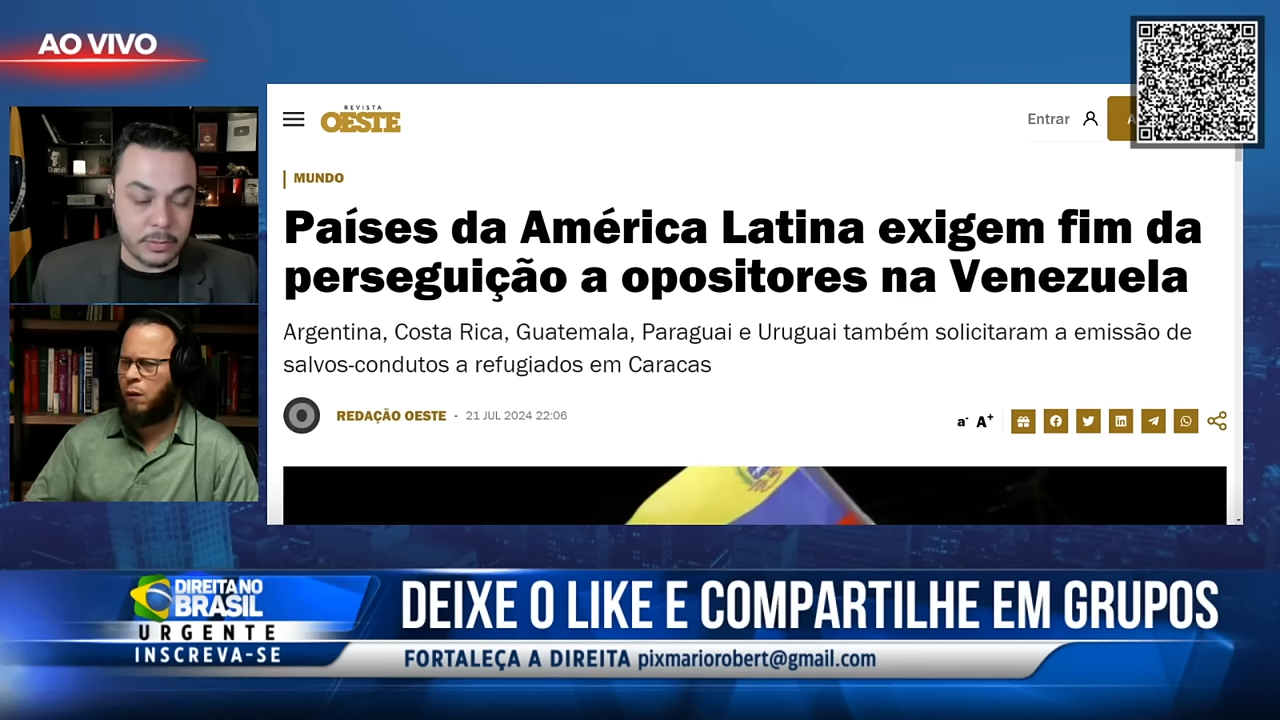 AO VIVO
REVISTA
OESTE
Entrar
MUNDO
Países da América Latina exigem fim da
perseguição a opositores na Venezuela
Argentina, Costa Rica, Guatemala, Paraguai e Uruguai também solicitaram a emissão de
salvos-condutos a refugiados em Caracas
REDAÇÃO OESTE - 21 JUL 2024 22:06
a- A+
DIREITA NO
BRASIL
URGENTE
INSCREVA-SE
DEIXE O LIKE E COMPARTILHE EM GRUPOS
FORTALEÇA A DIREITA pixmariorobert@gmail.com